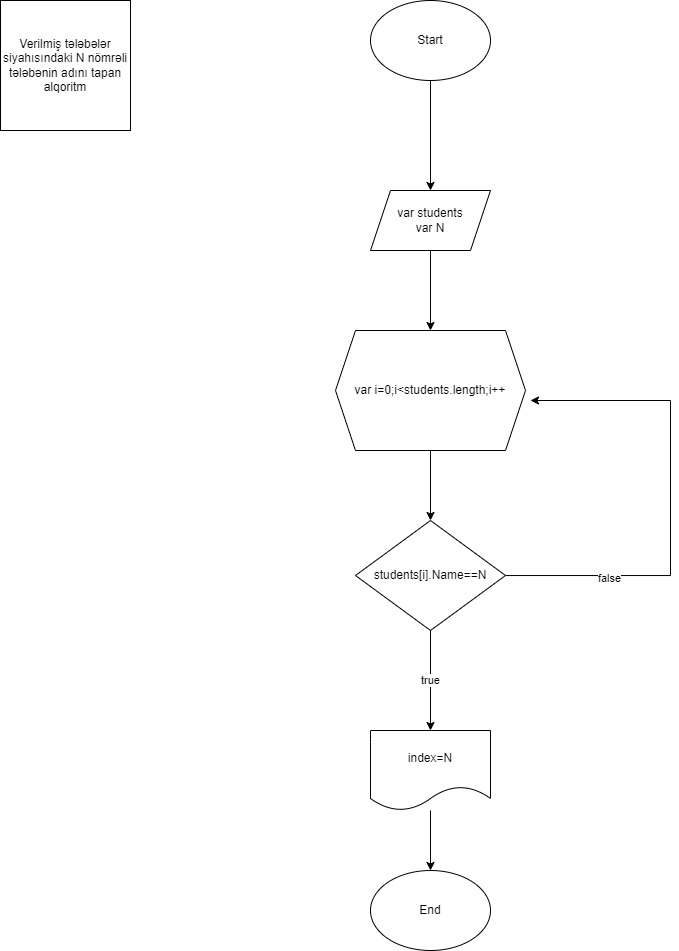 Verilmiş tələbələr
siyahısındaki N nömrəli
tələbənin adını tapan
alqoritm
Start
var students
var N
var i=0;i<students.length;i++
students[i].Name==N
false
true
index=N
End